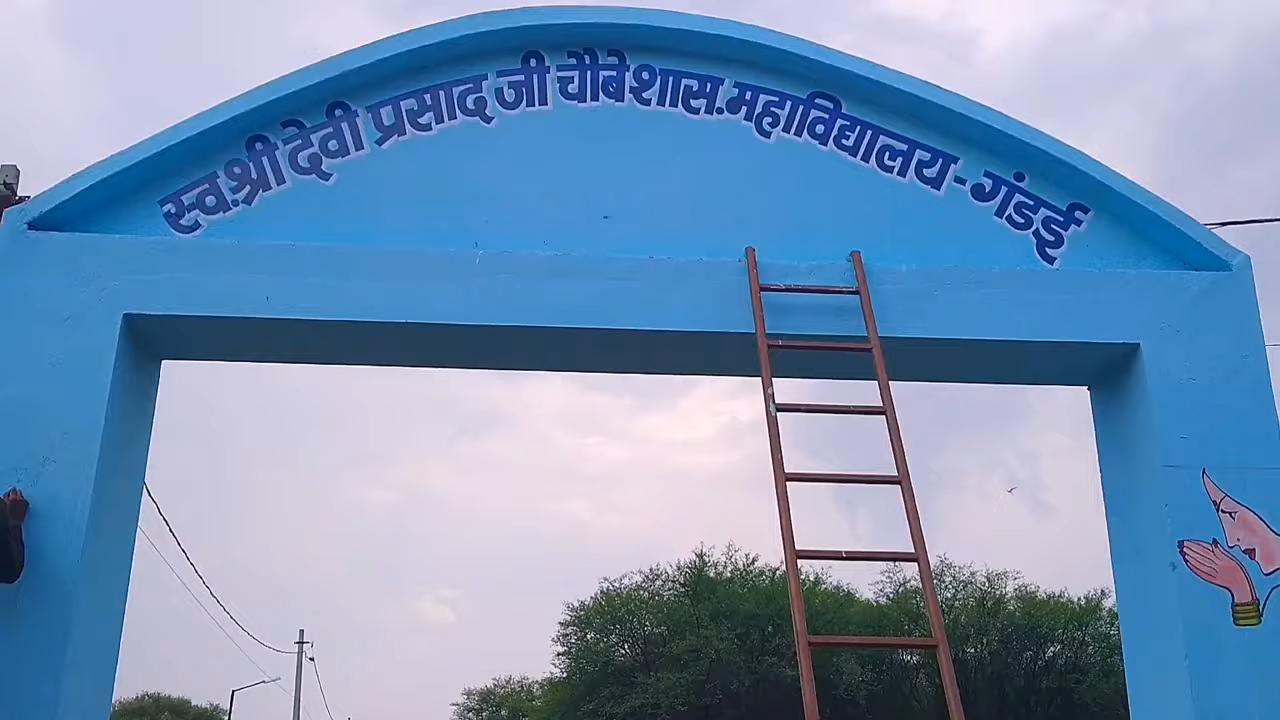 स्व.श्री देवी प्रसाद जी चौबे शास.महाविद्यालय - गंडई